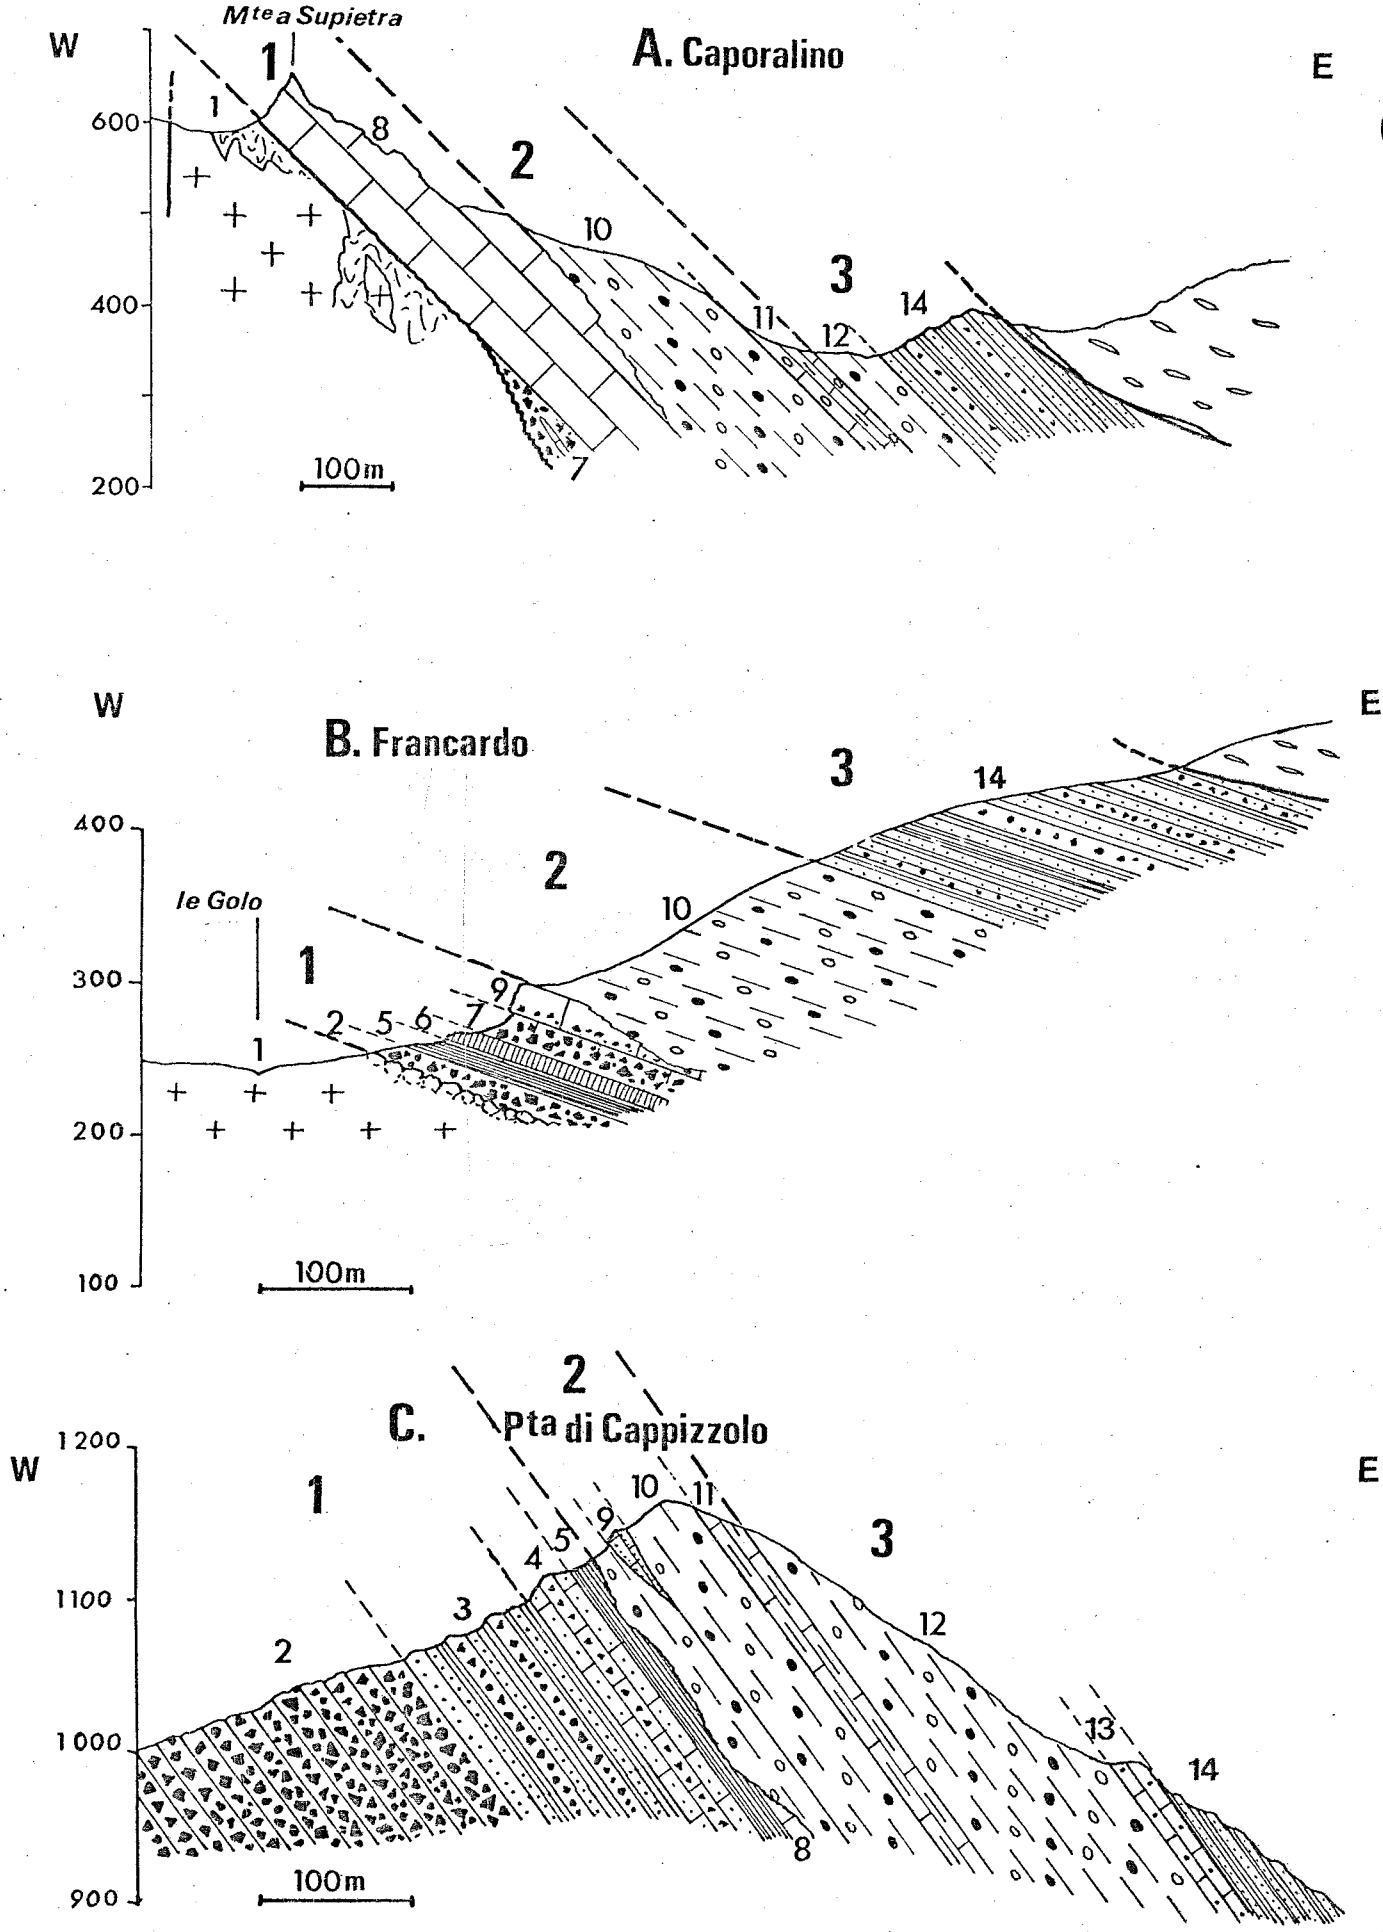 Mte a Supietra
W
A. Caporalino
E
1
1
8
600
2
10
3
400
11
12
14
7
100m
200
W
E
B. Francardo
3
14
400
2
le Golo
10
1
300
9
2 5 6 7
1
200
100m
100
2
C. Pta di Cappizzolo
1200
W
E
1
10 11
9
3
5
4
1100
3
12
2
1000
13
14
8
100m
900